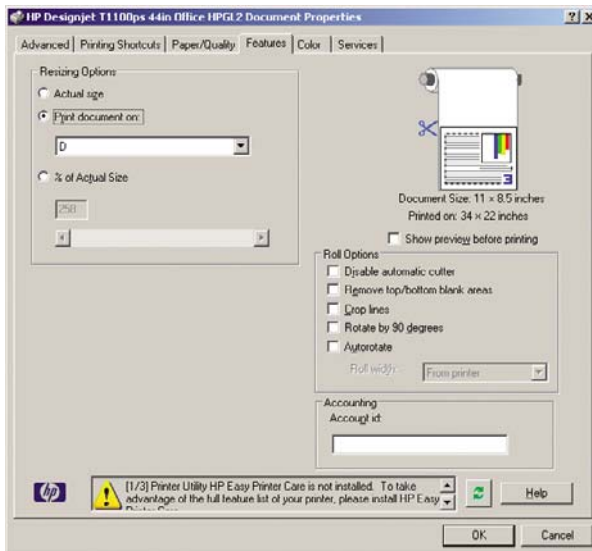 HP Designjet T1100ps 44in Office HPGL2 Document Properties
Advanced Printing Shortcuts Paper/Quality Features Color Services
Resizing Options
Actual size
Print document on:
D
% of Actual Size
258
Document Size: 11 × 8.5 inches
Printed on: 34 × 22 inches
Show preview before printing
Roll Options
Disable automatic cutter
Remove top/bottom blank areas
Crop lines
Rotate by 90 degrees
Autorotate
Roll width: From printer
Accounting
Account id:
hp
[1/3] Printer Utility HP Easy Printer Care is not installed. To take
advantage of the full feature list of your printer, please install HP Easy
Printer Care
Help
OK Cancel